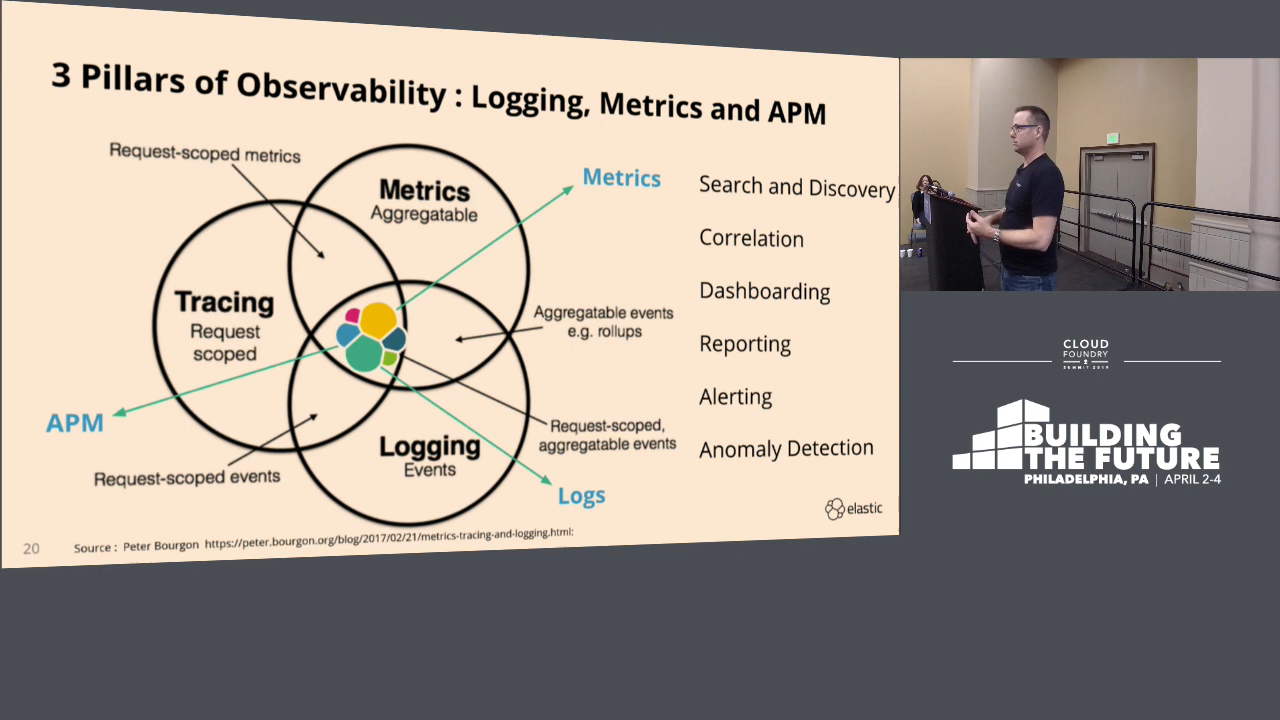 3 Pillars of Observability : Logging, Metrics and APM
Request-scoped metrics
Metrics
Aggregatable
Metrics
Search and Discovery
Correlation
Dashboarding
Reporting
Alerting
Anomaly Detection
Tracing
Request
scoped
Aggregatable events
e.g. rollups
APM
Request-scoped,
aggregatable events
Logging
Events
Request-scoped events
Logs
elastic
20
Source : Peter Bourgon https://peter.bourgon.org/blog/2017/02/21/metrics-tracing-and-logging.html:
CLOUD
FOUNDRY
SUMMIT 2019
BUILDING
THE FUTURE
PHILADELPHIA, PA | APRIL 2-4